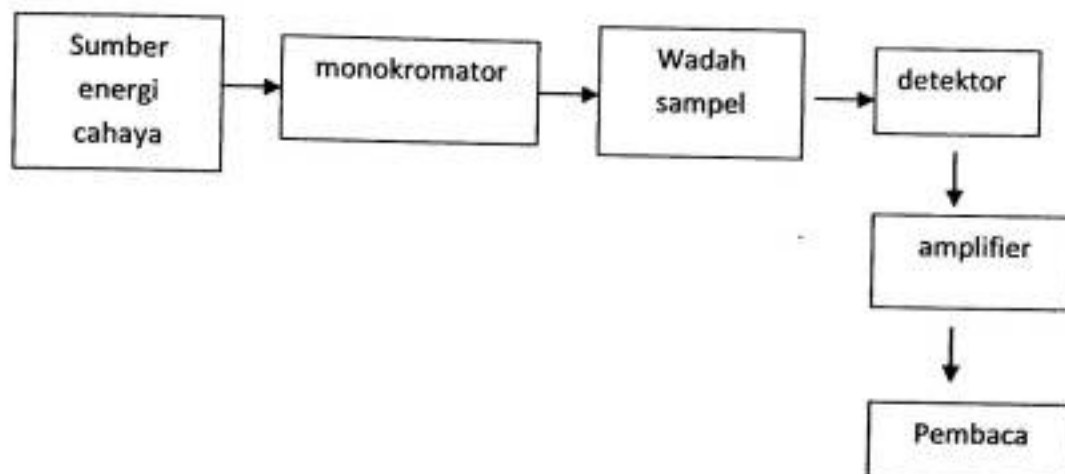 Sumber
energi
cahaya
monokromator
Wadah
sampel
detektor
amplifier
Pembaca